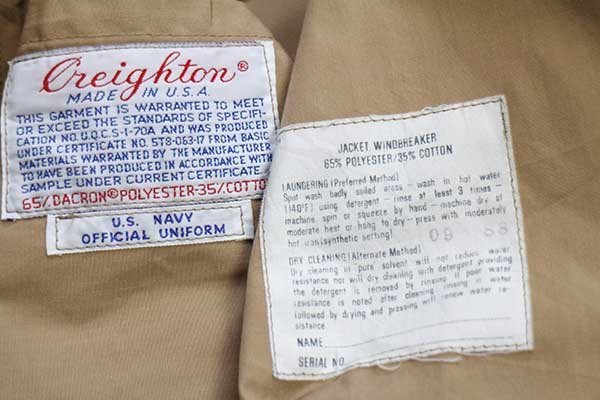 Creighton®
MADE IN U.S.A.
THIS GARMENT IS WARRANTED TO MEET
OR EXCEED THE STANDARDS OF SPECIFI-
CATION NO. U.Q.C.S-1-70A AND WAS PRODUCED
UNDER CERTIFICATE NO. 578-063-17 FROM BASIC
MATERIALS WARRANTED BY THE MANUFACTURER
TO HAVE BEEN PRODUCED IN ACCORDANCE WITH
SAMPLE UNDER CURRENT CERTIFICATE.
65% DACRON® POLYESTER-35% COTTO
U.S. NAVY
OFFICIAL UNIFORM
JACKET WINDBREAKER
65% POLYESTER/35% COTTON
LAUNDERING (Preferred Method)
Spot wash badly soiled areas - wash in hot water
(140°F) using detergent - rinse at least 3 times -
machine spin or squeeze by hand - machine dry at
moderate heat or hang to dry - press with moderately
hot iron (synthetic setting)
09 88
DRY CLEANING (Alternate Method)
Dry cleaning in pure solvent will not reduce water
resistance nor will dry cleaning with detergent providing
the detergent is removed by rinsing if poor water
resistance is noted after cleaning rinsing in water
followed by drying and pressing will renew water re-
sistance
NAME
SERIAL NO.